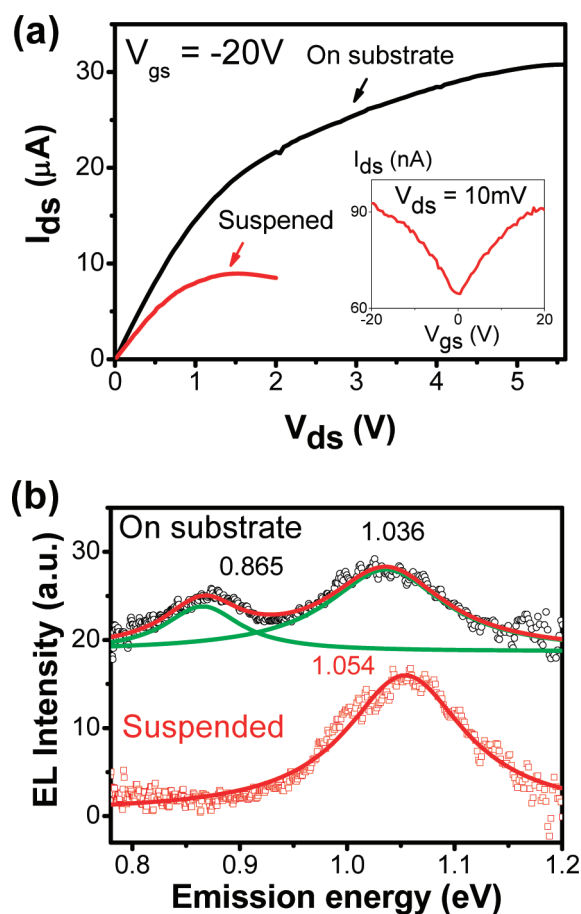 (a)
V_gs = -20V
On substrate
Suspened
I_ds (μA)
30
20
10
0
0 1 2 3 4 5
V_ds (V)
I_ds (nA)
V_ds = 10mV
90
60
-20 0 20
V_gs (V)
(b)
On substrate
0.865
1.036
1.054
Suspended
EL Intensity (a.u.)
30
20
10
0
0.8 0.9 1.0 1.1 1.2
Emission energy (eV)